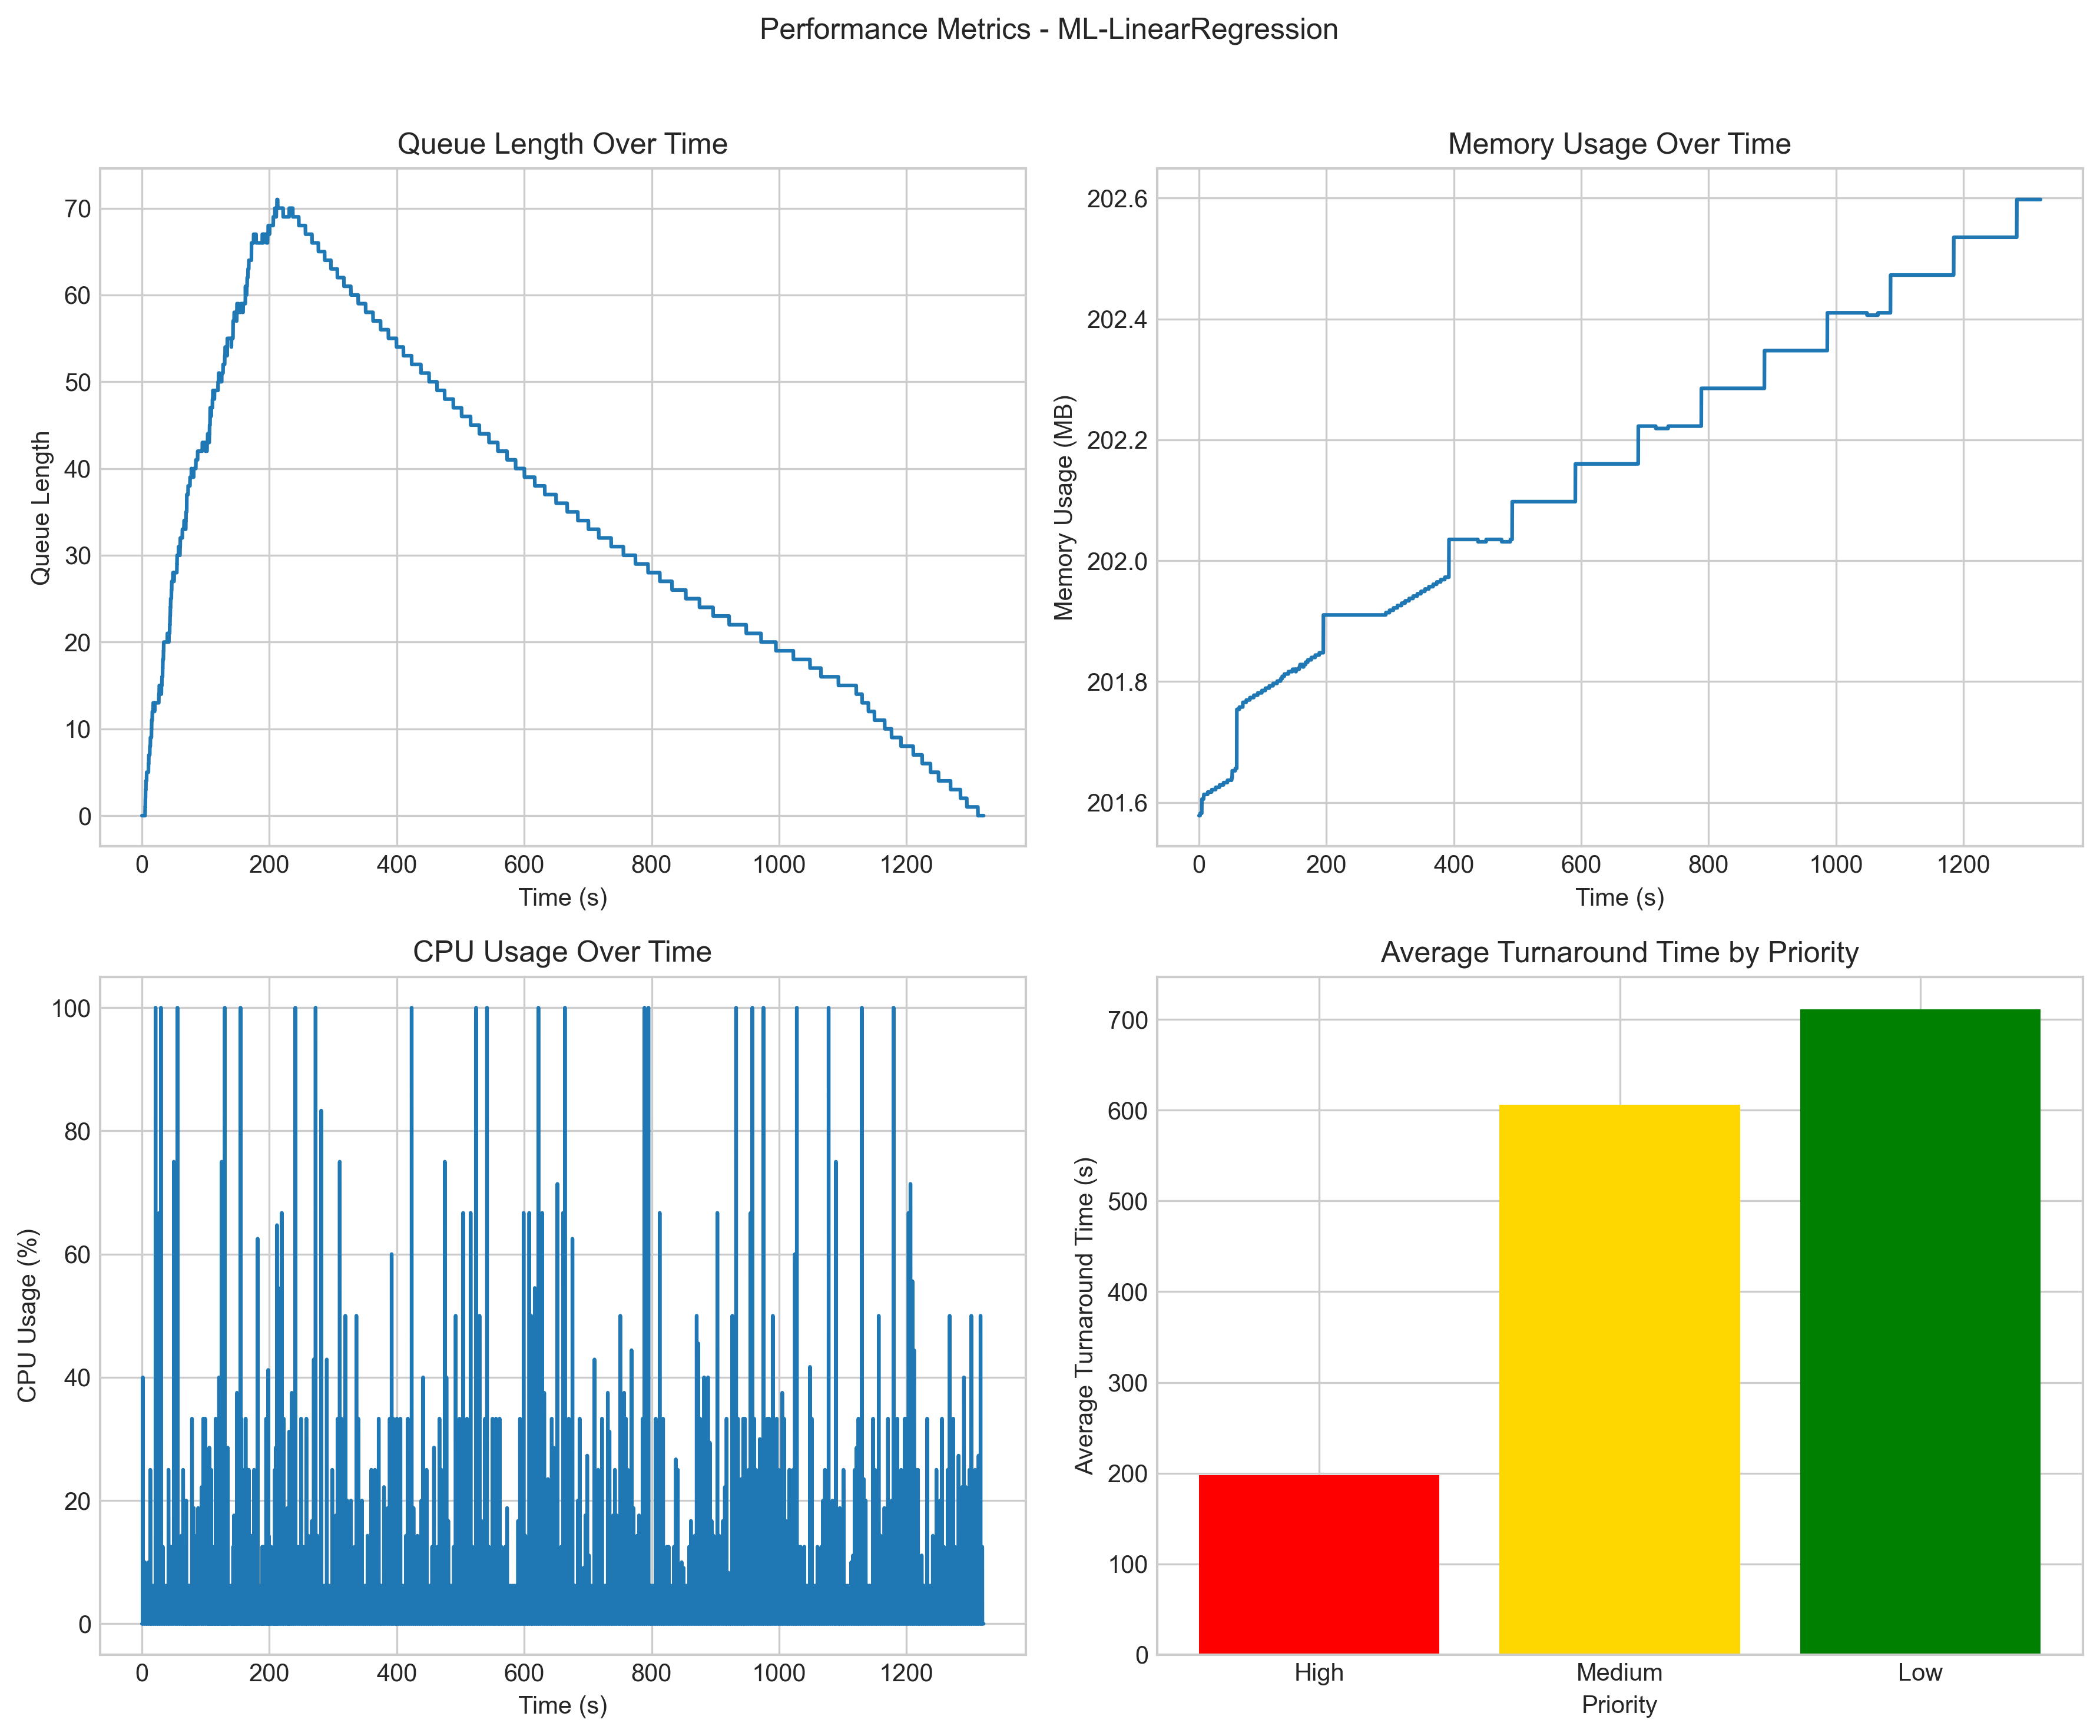 Performance Metrics - ML-LinearRegression
Queue Length Over Time
Queue Length
70
60
50
40
30
20
10
0
0 200 400 600 800 1000 1200
Time (s)
Memory Usage Over Time
Memory Usage (MB)
202.6
202.4
202.2
202.0
201.8
201.6
0 200 400 600 800 1000 1200
Time (s)
CPU Usage Over Time
CPU Usage (%)
100
80
60
40
20
0
0 200 400 600 800 1000 1200
Time (s)
Average Turnaround Time by Priority
Average Turnaround Time (s)
700
600
500
400
300
200
100
0
High Medium Low
Priority